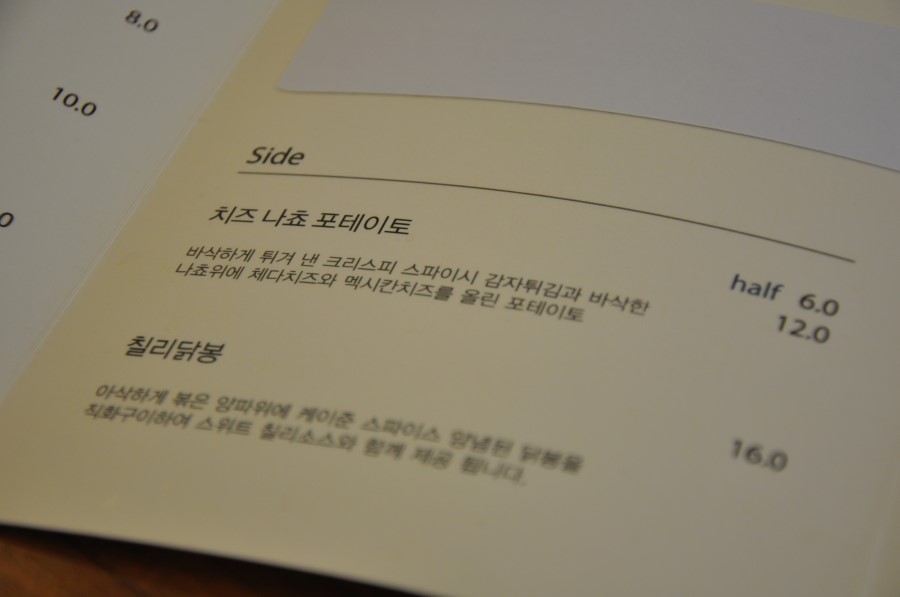 8.0
10.0
0
Side
치즈 나쵸 포테이토
바삭하게 튀겨 낸 크리스피 스파이시 감자튀김과 바삭한
나쵸위에 체다치즈와 멕시칸치즈를 올린 포테이토
half 6.0
12.0
칠리닭봉
아삭하게 볶은 양파위에 케이준 스파이스 양념된 닭봉을
직화구이하여 스위트 칠리소스와 함께 제공 됩니다.
16.0